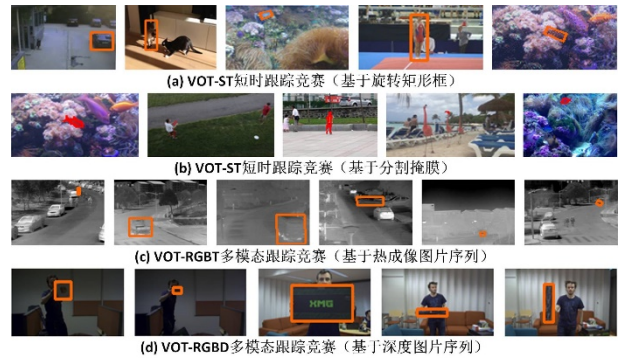 (a) VOT-ST短时跟踪竞赛（基于旋转矩形框）
(b) VOT-ST短时跟踪竞赛（基于分割掩膜）
(c) VOT-RGBT多模态跟踪竞赛（基于热成像图片序列）
XMG
(d) VOT-RGBD多模态跟踪竞赛（基于深度图片序列）